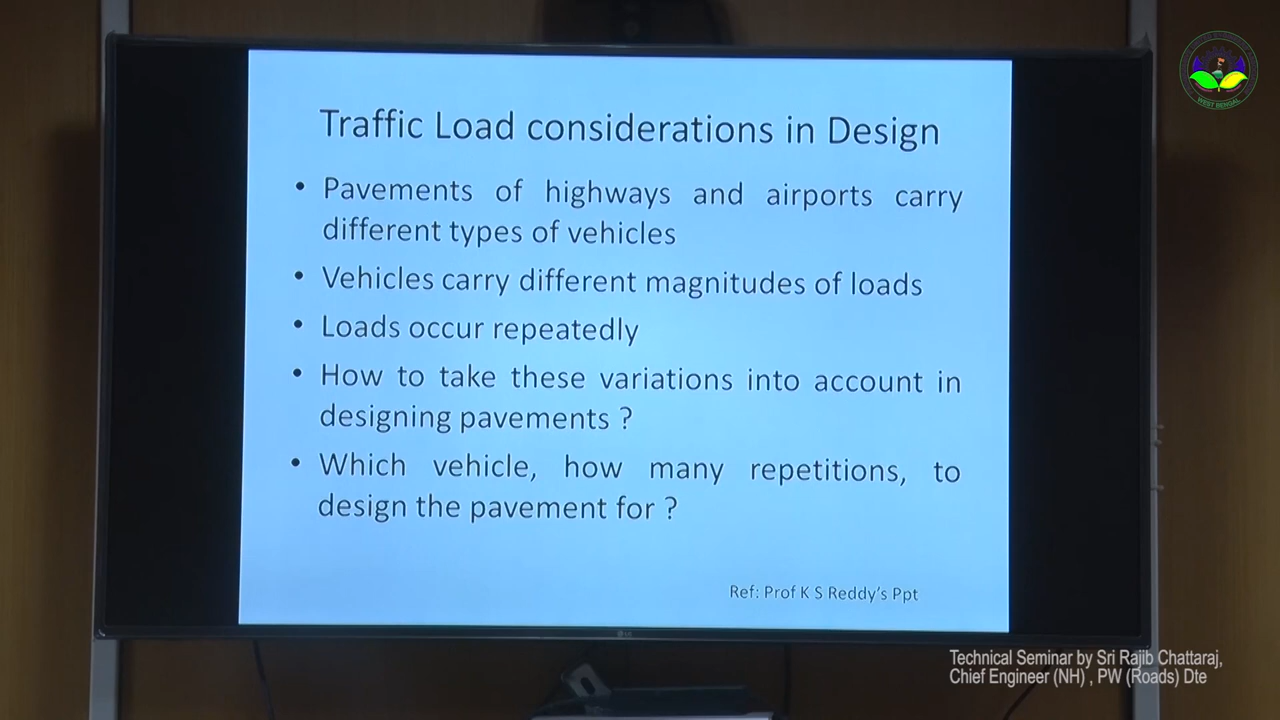 Traffic Load considerations in Design
• Pavements of highways and airports carry
different types of vehicles
• Vehicles carry different magnitudes of loads
• Loads occur repeatedly
• How to take these variations into account in
designing pavements ?
• Which vehicle, how many repetitions, to
design the pavement for ?
Ref: Prof K S Reddy's Ppt
LG
Technical Seminar by Sri Rajib Chattaraj,
Chief Engineer (NH) , PW (Roads) Dte
WEST BENGAL